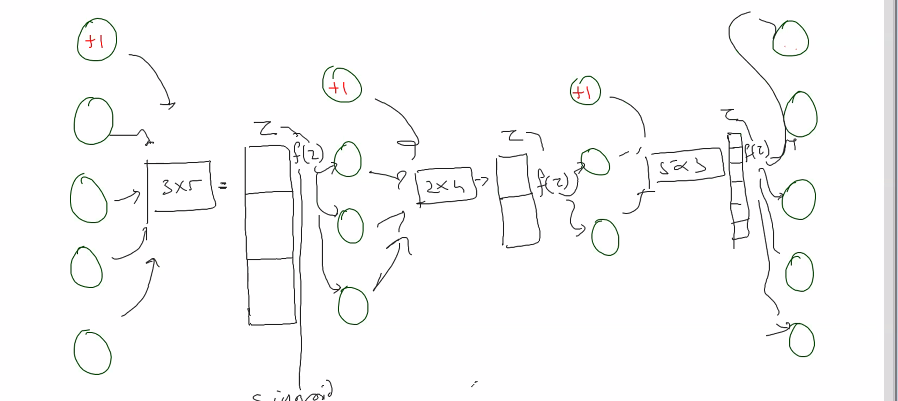 +1
+1
+1
z
f(z)
3x5
=
z
f(z)
2x4
z
f(z)
5x3
sigmoid